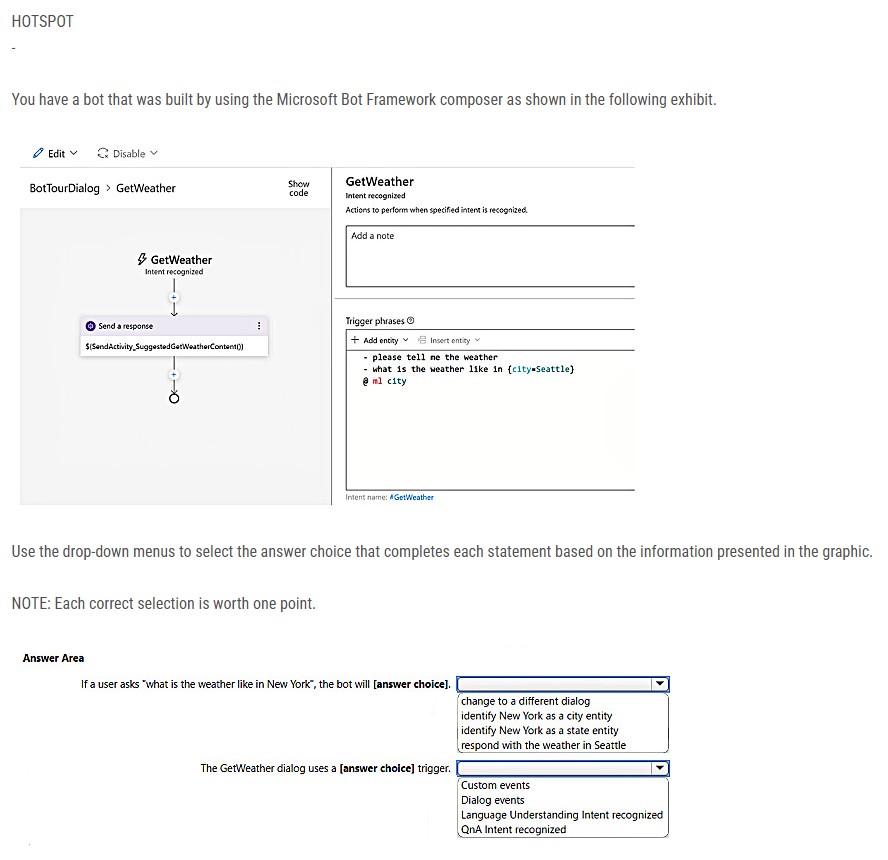 HOTSPOT
-
You have a bot that was built by using the Microsoft Bot Framework composer as shown in the following exhibit.
Edit
Disable
BotTourDialog > GetWeather
Show code
GetWeather
Intent recognized
Actions to perform when specified intent is recognized.
Add a note
GetWeather
Intent recognized
Send a response
${SendActivity_SuggestedGetWeatherContent()}
Trigger phrases
+ Add entity
Insert entity
- please tell me the weather
- what is the weather like in {city=Seattle}
@ ml city
Intent name: #GetWeather
Use the drop-down menus to select the answer choice that completes each statement based on the information presented in the graphic.
NOTE: Each correct selection is worth one point.
Answer Area
If a user asks "what is the weather like in New York", the bot will [answer choice].
change to a different dialog
identify New York as a city entity
identify New York as a state entity
respond with the weather in Seattle
The GetWeather dialog uses a [answer choice] trigger.
Custom events
Dialog events
Language Understanding Intent recognized
QnA Intent recognized